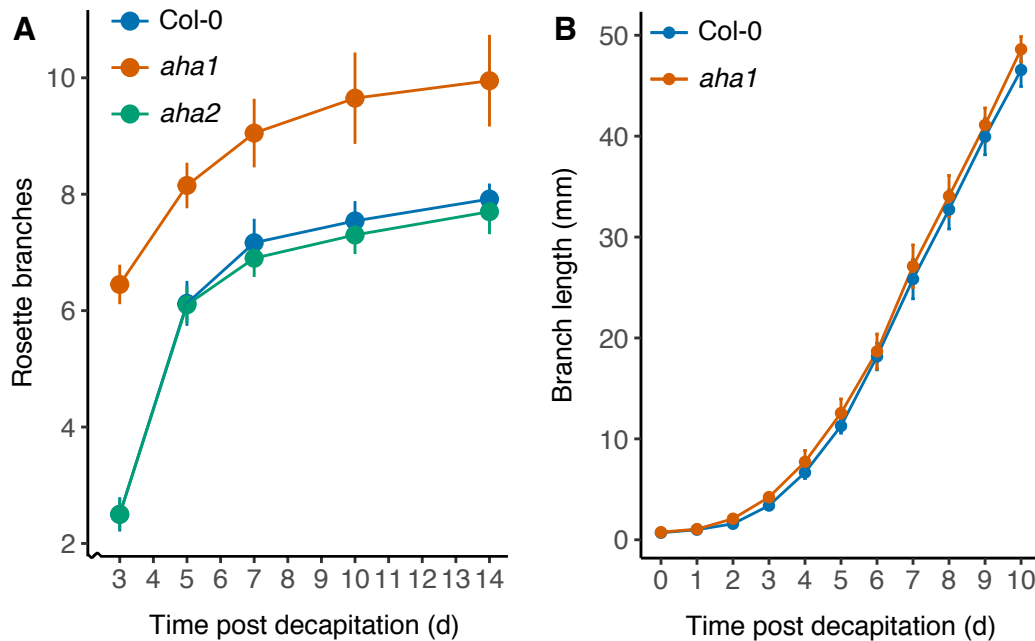 A
Col-0
aha1
aha2
Rosette branches
10
8
6
4
2
3 4 5 6 7 8 9 10 11 12 13 14
Time post decapitation (d)
B
Col-0
aha1
Branch length (mm)
50
40
30
20
10
0
0 1 2 3 4 5 6 7 8 9 10
Time post decapitation (d)